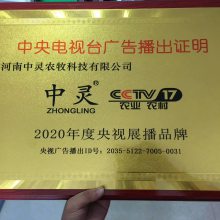 中央电视台广告播出证明
河南中灵农牧科技有限公司
中灵 CCTV 17
ZHONGLING 农业 农村
2020年度央视展播品牌
央视广告播出ID号：2035-5122-7005-0031